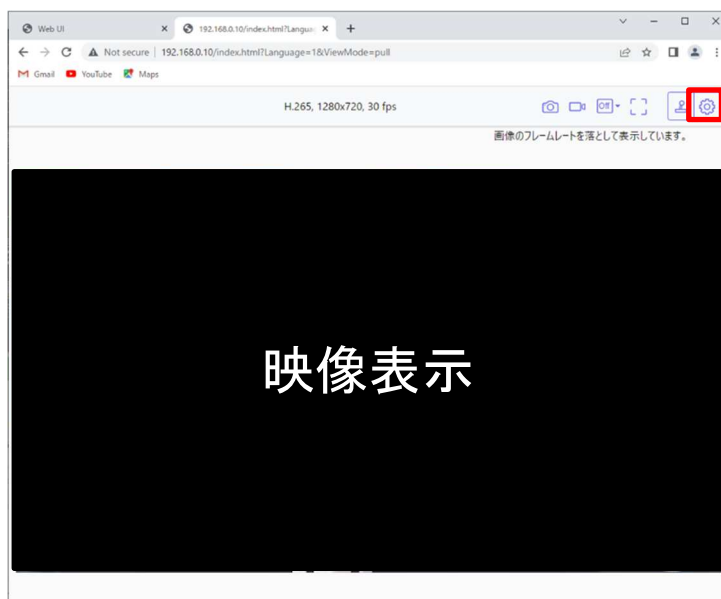 Web UI
192.168.0.10/index.html?Langua
Not secure | 192.168.0.10/index.html?Language=1&ViewMode=pull
Gmail YouTube Maps
H.265, 1280x720, 30 fps
Off
画像のフレームレートを落として表示しています。
映像表示